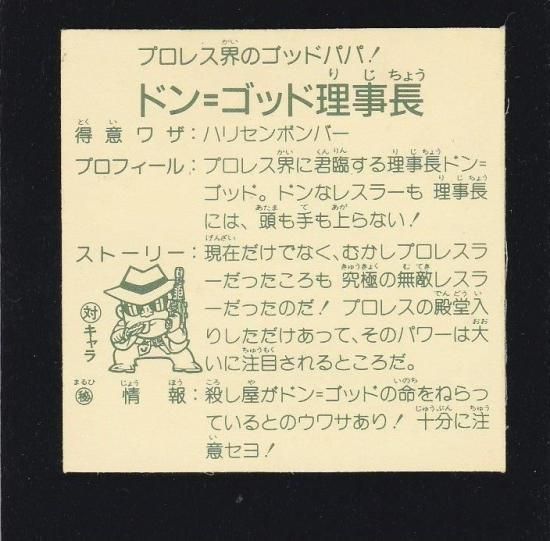 プロレス界のゴッドパパ!
ドン=ゴッド理事長
得意ワザ:ハリセンボンバー
プロフィール:プロレス界に君臨する理事長ドン=
ゴッド。ドンなレスラーも 理事長
には、頭も手も上らない!
ストーリー:現在だけでなく、むかしプロレスラ
ーだったころも 究極の無敵レスラ
ーだったのだ! プロレスの殿堂入
りしただけあって、そのパワーは大
いに注目されるところだ。
対キャラ
㊙情報:殺し屋がドン=ゴッドの命をねらっ
ているとのウワサあり! 十分に注
意セヨ!